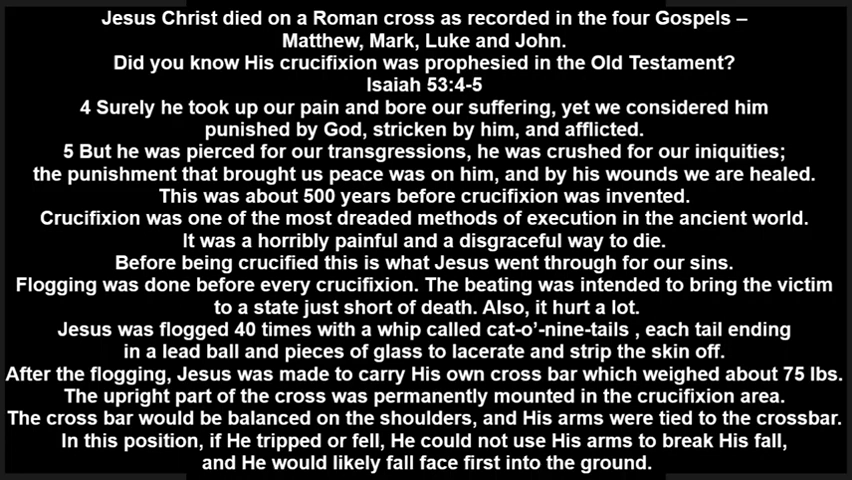 Jesus Christ died on a Roman cross as recorded in the four Gospels –
Matthew, Mark, Luke and John.
Did you know His crucifixion was prophesied in the Old Testament?
Isaiah 53:4-5
4 Surely he took up our pain and bore our suffering, yet we considered him
punished by God, stricken by him, and afflicted.
5 But he was pierced for our transgressions, he was crushed for our iniquities;
the punishment that brought us peace was on him, and by his wounds we are healed.
This was about 500 years before crucifixion was invented.
Crucifixion was one of the most dreaded methods of execution in the ancient world.
It was a horribly painful and a disgraceful way to die.
Before being crucified this is what Jesus went through for our sins.
Flogging was done before every crucifixion. The beating was intended to bring the victim
to a state just short of death. Also, it hurt a lot.
Jesus was flogged 40 times with a whip called cat-o’-nine-tails , each tail ending
in a lead ball and pieces of glass to lacerate and strip the skin off.
After the flogging, Jesus was made to carry His own cross bar which weighed about 75 lbs.
The upright part of the cross was permanently mounted in the crucifixion area.
The cross bar would be balanced on the shoulders, and His arms were tied to the crossbar.
In this position, if He tripped or fell, He could not use His arms to break His fall,
and He would likely fall face first into the ground.